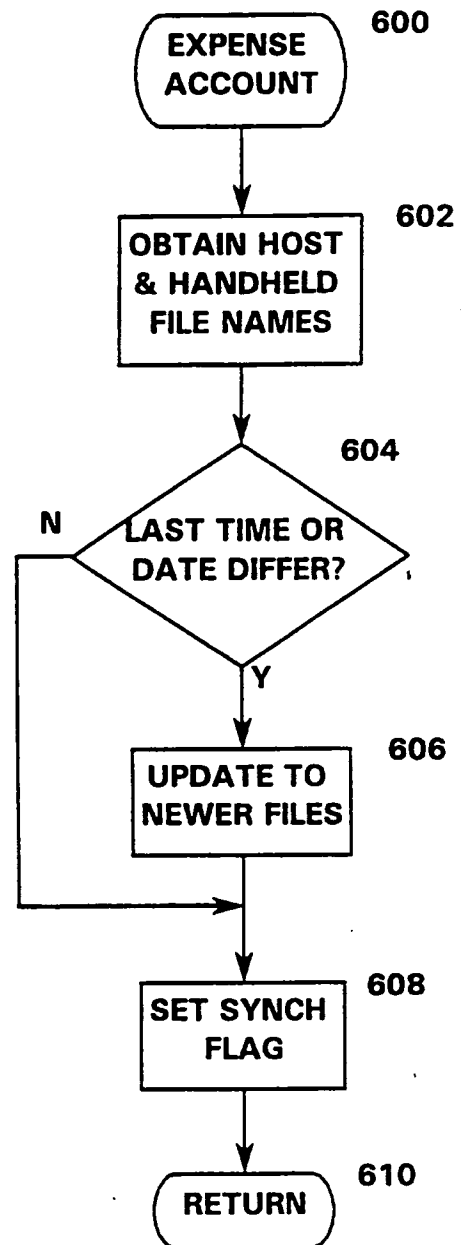 600
EXPENSE
ACCOUNT
602
OBTAIN HOST
& HANDHELD
FILE NAMES
604
N
LAST TIME OR
DATE DIFFER?
Y
606
UPDATE TO
NEWER FILES
608
SET SYNCH
FLAG
610
RETURN